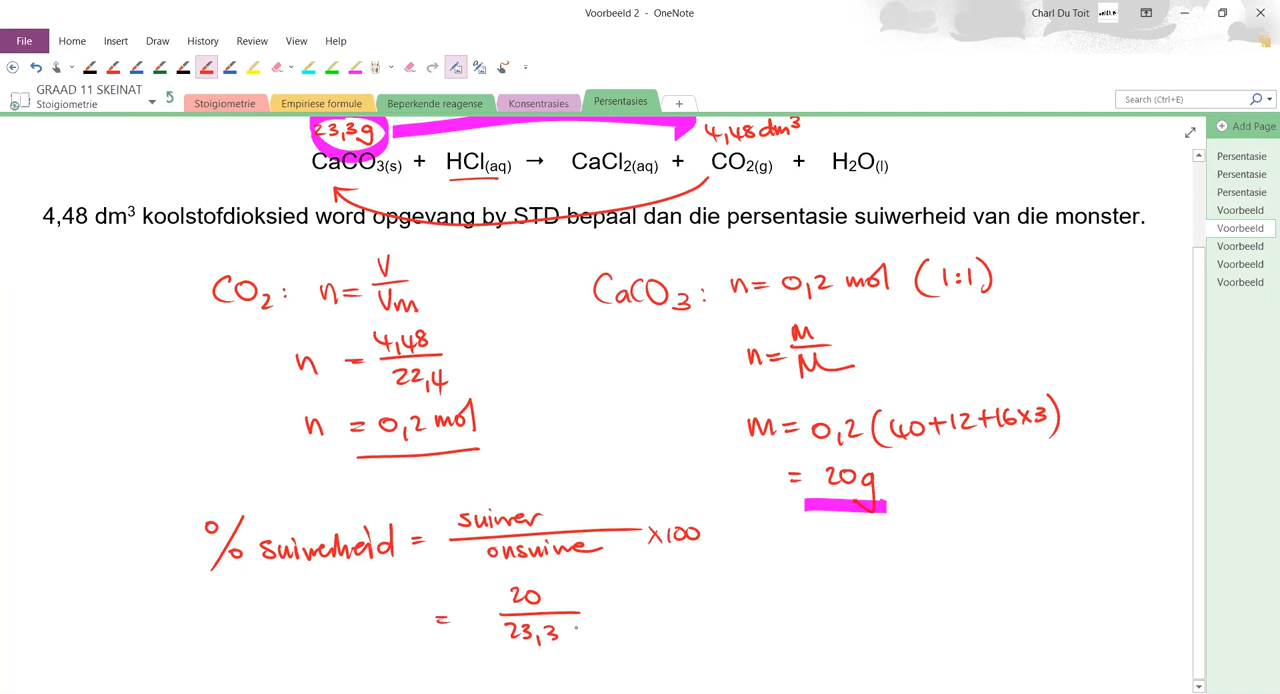 Voorbeeld 2 - OneNote
Charl Du Toit
File Home Insert Draw History Review View Help
GRAAD 11 SKEINAT
Stoigiometrie
Stoigiometrie Empiriese formule Beperkende reagense Konsentrasies Persentasies +
Search (Ctrl+E)
Add Page
Persentasie
Persentasie
Persentasie
Voorbeeld
Voorbeeld
Voorbeeld
Voorbeeld
Voorbeeld
23,3g
4,48 dm³
CaCO3(s) + HCl(aq) → CaCl2(aq) + CO2(g) + H2O(l)
4,48 dm³ koolstofdioksied word opgevang by STD bepaal dan die persentasie suiwerheid van die monster.
CO₂: n = V / Vm
n = 4,48 / 22,4
n = 0,2 mol
CaCO₃: n = 0,2 mol (1:1)
n = m / M
m = 0,2 (40+12+16×3)
= 20g
% suiwerheid = suiwer / onsuiwe ×100
= 20 / 23,3